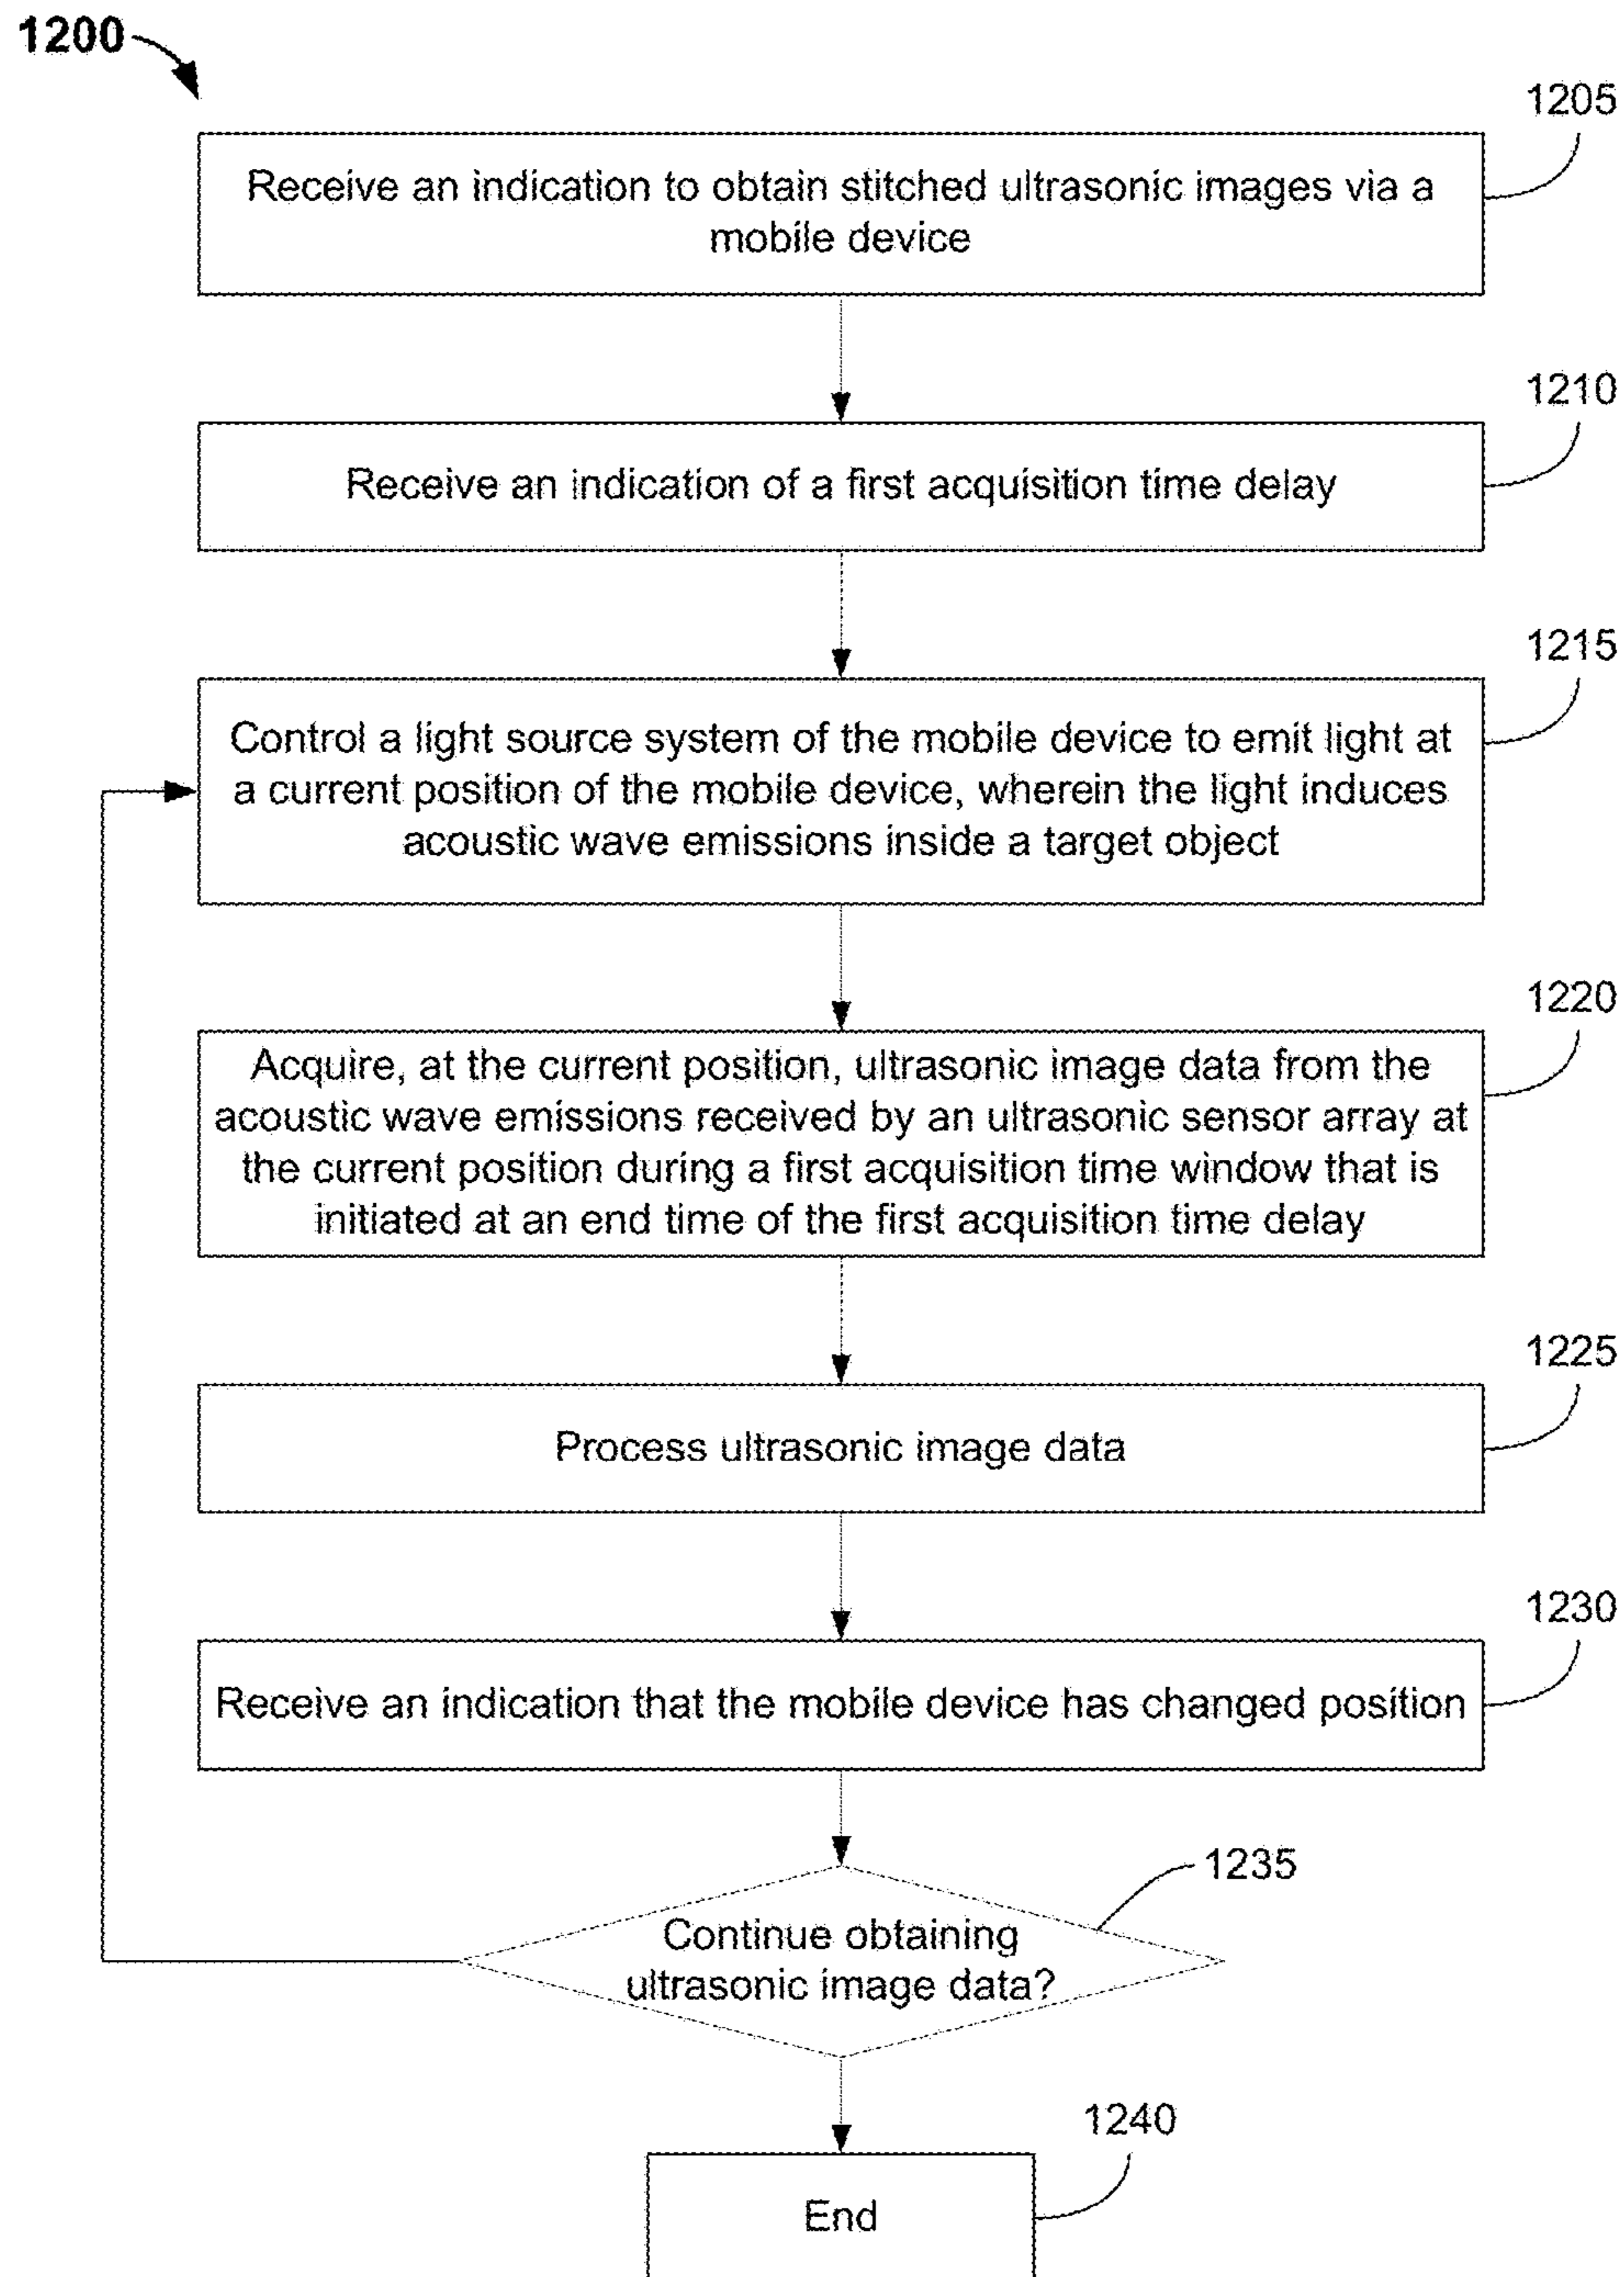 1200
1205
Receive an indication to obtain stitched ultrasonic images via a
mobile device
1210
Receive an indication of a first acquisition time delay
1215
Control a light source system of the mobile device to emit light at
a current position of the mobile device, wherein the light induces
acoustic wave emissions inside a target object
1220
Acquire, at the current position, ultrasonic image data from the
acoustic wave emissions received by an ultrasonic sensor array at
the current position during a first acquisition time window that is
initiated at an end time of the first acquisition time delay
1225
Process ultrasonic image data
1230
Receive an indication that the mobile device has changed position
1235
Continue obtaining
ultrasonic image data?
1240
End